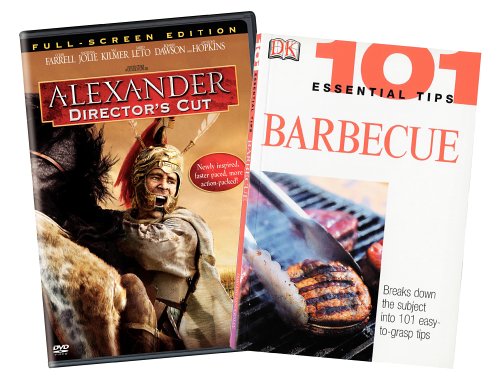 FULL-SCREEN EDITION
FARRELL JOLIE KILMER LETO DAWSON AND HOPKINS
ALEXANDER
DIRECTOR'S CUT
Newly inspired,
faster paced, more
action-packed!
DVD
DK
101
ESSENTIAL TIPS
BARBECUE
Breaks down
the subject
into 101 easy-
to-grasp tips